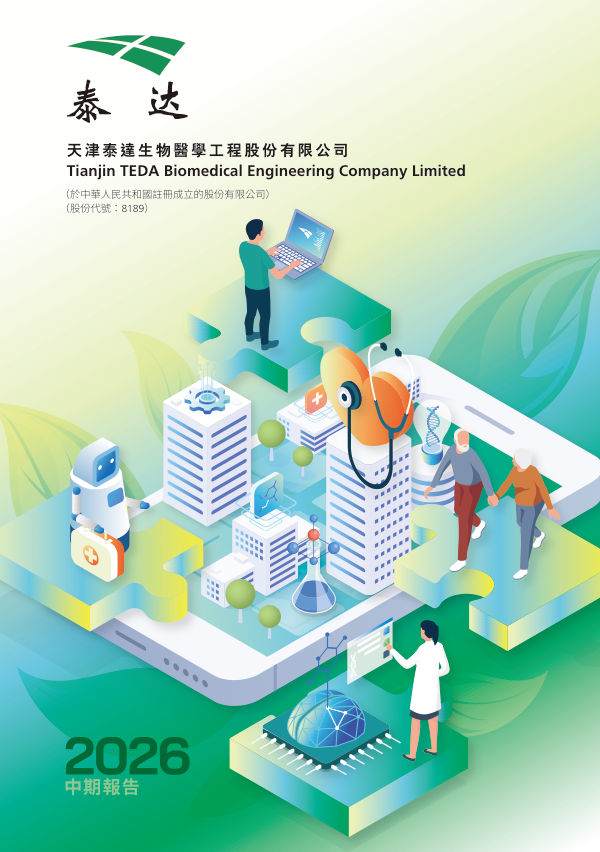 泰达
天津泰達生物醫學工程股份有限公司
Tianjin TEDA Biomedical Engineering Company Limited
(於中華人民共和國註冊成立的股份有限公司)
(股份代號：8189)
2026
中期報告